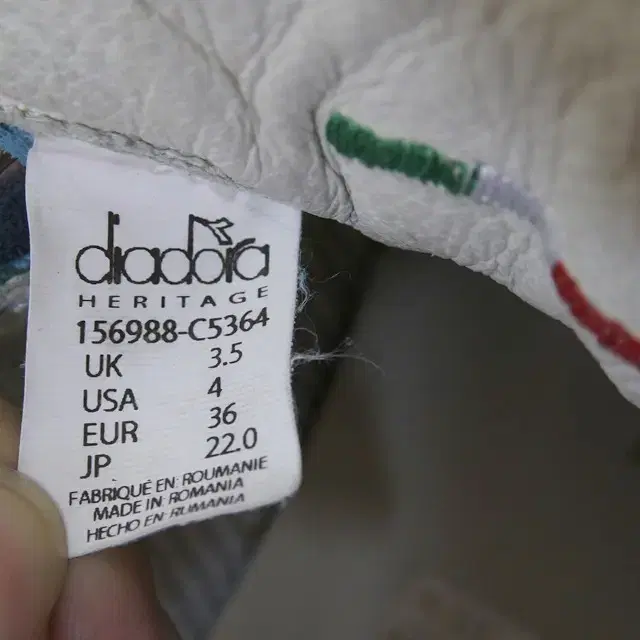 diadora
HERITAGE
156988-C5364
UK 3.5
USA 4
EUR 36
JP 22.0
FABRIQUÉ EN: ROUMANIE
MADE IN ROMANIA
HECHO EN: RUMANIA